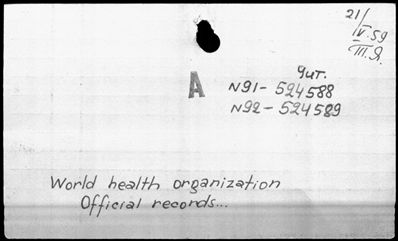 21/
IV.59
III.Я.
Чит.
A
N91-524588
N92-524589
World health organization
Official records...